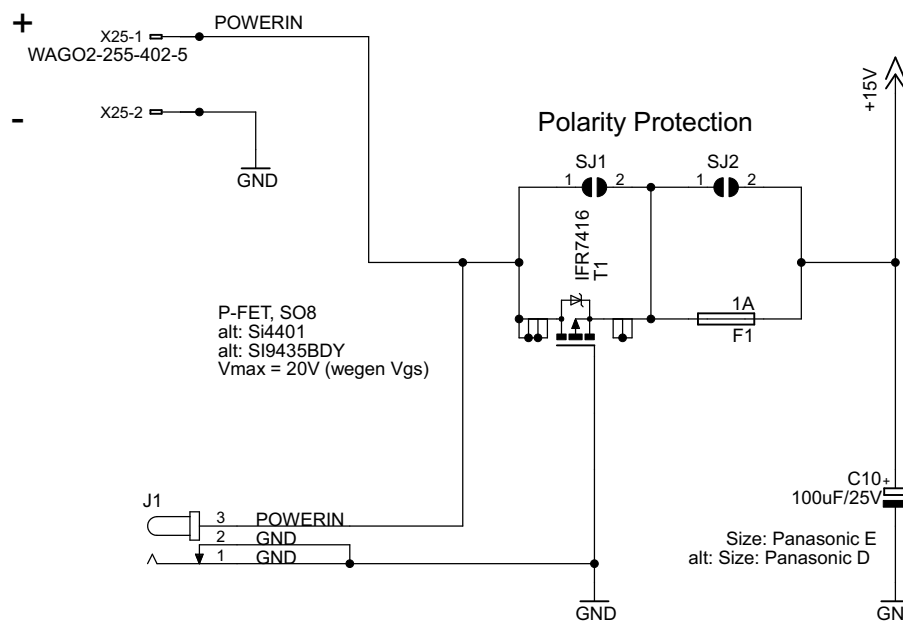 +
POWERIN
X25-1
WAGO2-255-402-5
-
X25-2
GND
+15V
Polarity Protection
SJ1
1 2
SJ2
1 2
IFR7416
T1
1A
F1
P-FET, SO8
alt: Si4401
alt: SI9435BDY
Vmax = 20V (wegen Vgs)
J1
3 POWERIN
2 GND
1 GND
C10
+
100uF/25V
Size: Panasonic E
alt: Size: Panasonic D
GND
GN